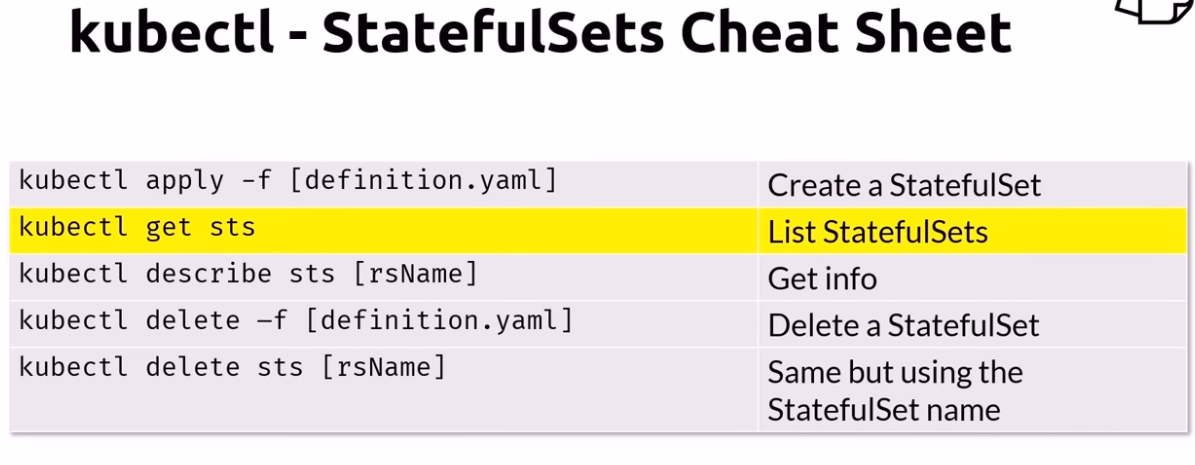 kubectl - StatefulSets Cheat Sheet
kubectl apply -f [definition.yaml] Create a StatefulSet
kubectl get sts List StatefulSets
kubectl describe sts [rsName] Get info
kubectl delete –f [definition.yaml] Delete a StatefulSet
kubectl delete sts [rsName] Same but using the
StatefulSet name